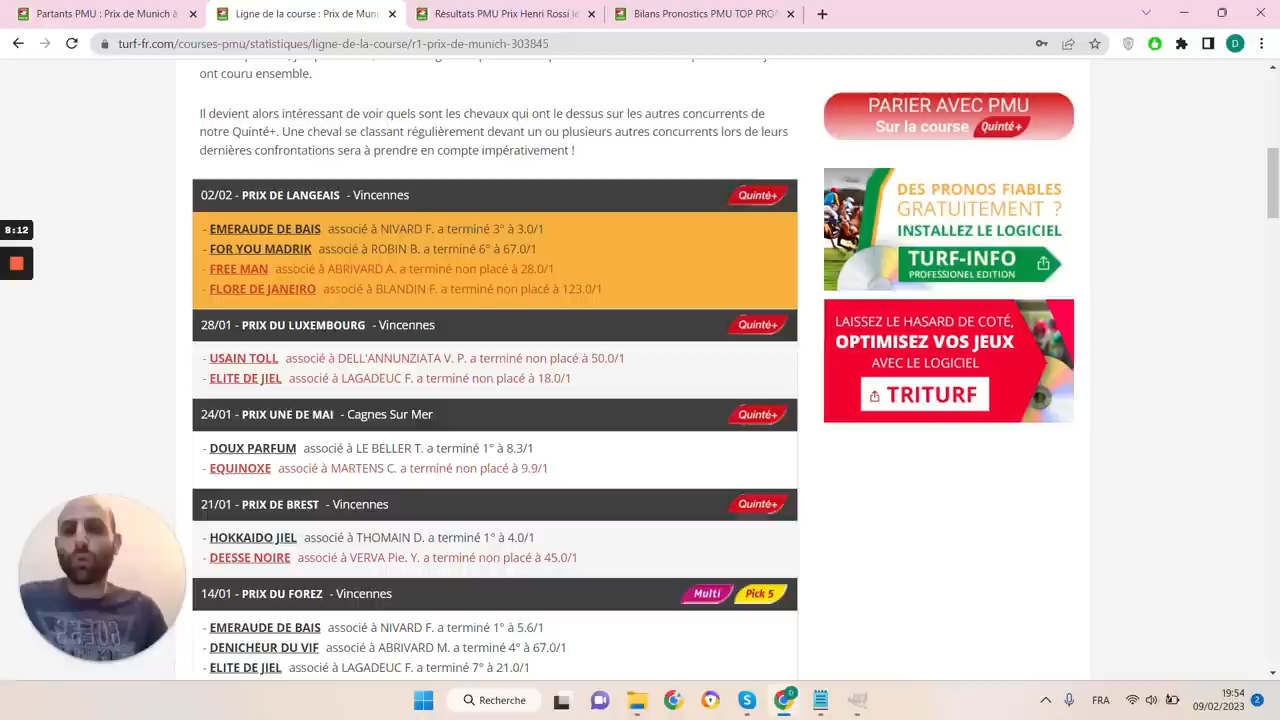 Chevaux PMU : Prix de Munich à
Ligne de la course : Prix de Mun
Résultats PMU Prix Henri Rossi le
Bilans Pronostics PMU TOP PRO
turf-fr.com/courses-pmu/statistiques/ligne-de-la-course/r1-prix-de-munich-303845
D
ont couru ensemble.
Il devient alors intéressant de voir quels sont les chevaux qui ont le dessus sur les autres concurrents de
notre Quinté+. Un cheval se classant régulièrement devant un ou plusieurs autres concurrents lors de leurs
dernières confrontations sera à prendre en compte impérativement !
02/02 - PRIX DE LANGEAIS - Vincennes Quinté+
- EMERAUDE DE BAIS associé à NIVARD F. a terminé 3° à 3.0/1
- FOR YOU MADRIK associé à ROBIN B. a terminé 6° à 67.0/1
- FREE MAN associé à ABRIVARD A. a terminé non placé à 28.0/1
- FLORE DE JANEIRO associé à BLANDIN F. a terminé non placé à 123.0/1
28/01 - PRIX DU LUXEMBOURG - Vincennes Quinté+
- USAIN TOLL associé à DELL'ANNUNZIATA V. P. a terminé non placé à 50.0/1
- ELITE DE JIEL associé à LAGADEUC F. a terminé non placé à 18.0/1
24/01 - PRIX UNE DE MAI - Cagnes Sur Mer Quinté+
- DOUX PARFUM associé à LE BELLER T. a terminé 1° à 8.3/1
- EQUINOXE associé à MARTENS C. a terminé non placé à 9.9/1
21/01 - PRIX DE BREST - Vincennes Quinté+
- HOKKAIDO JIEL associé à THOMAIN D. a terminé 1° à 4.0/1
- DEESSE NOIRE associé à VERVA Pie. Y. a terminé non placé à 45.0/1
14/01 - PRIX DU FOREZ - Vincennes Multi Pick 5
- EMERAUDE DE BAIS associé à NIVARD F. a terminé 1° à 5.6/1
- DENICHEUR DU VIF associé à ABRIVARD M. a terminé 4° à 67.0/1
- ELITE DE JIEL associé à LAGADEUC F. a terminé 7° à 21.0/1
PARIER AVEC PMU
Sur la course Quinté+
DES PRONOS FIABLES
GRATUITEMENT ?
INSTALLEZ LE LOGICIEL
TURF-INFO
PROFESSIONEL EDITION
LAISSEZ LE HASARD DE COTÉ,
OPTIMISEZ VOS JEUX
AVEC LE LOGICIEL
TRITURF
8:12
Recherche
FRA
19:54
09/02/2023
2